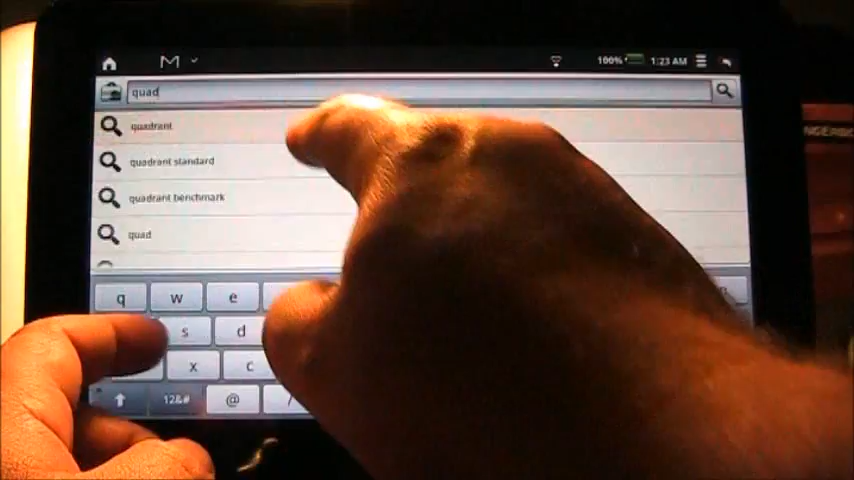 100% 1:23 AM
quad
quadrant
quadrant standard
quadrant benchmark
quad
q w e
s d
x c
12&# @ /